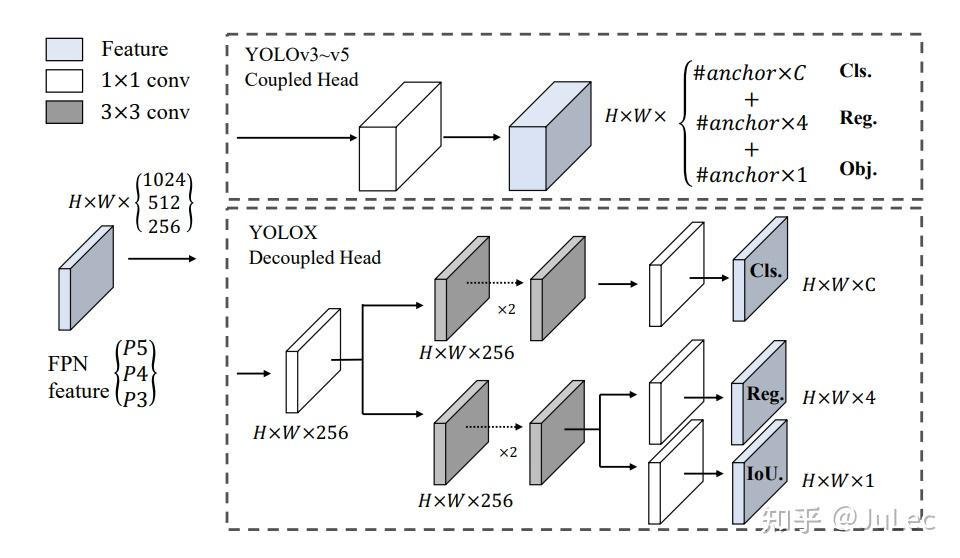 Feature
1×1 conv
3×3 conv
H×W×{1024
512
256}
FPN
feature
{P5
P4
P3}
YOLOv3~v5
Coupled Head
H×W×
{#anchor×C Cls.
+
#anchor×4 Reg.
+
#anchor×1 Obj.
YOLOX
Decoupled Head
H×W×256
×2
H×W×256
Cls.
H×W×C
×2
H×W×256
Reg.
H×W×4
IoU.
H×W×1
知乎 @JuLec